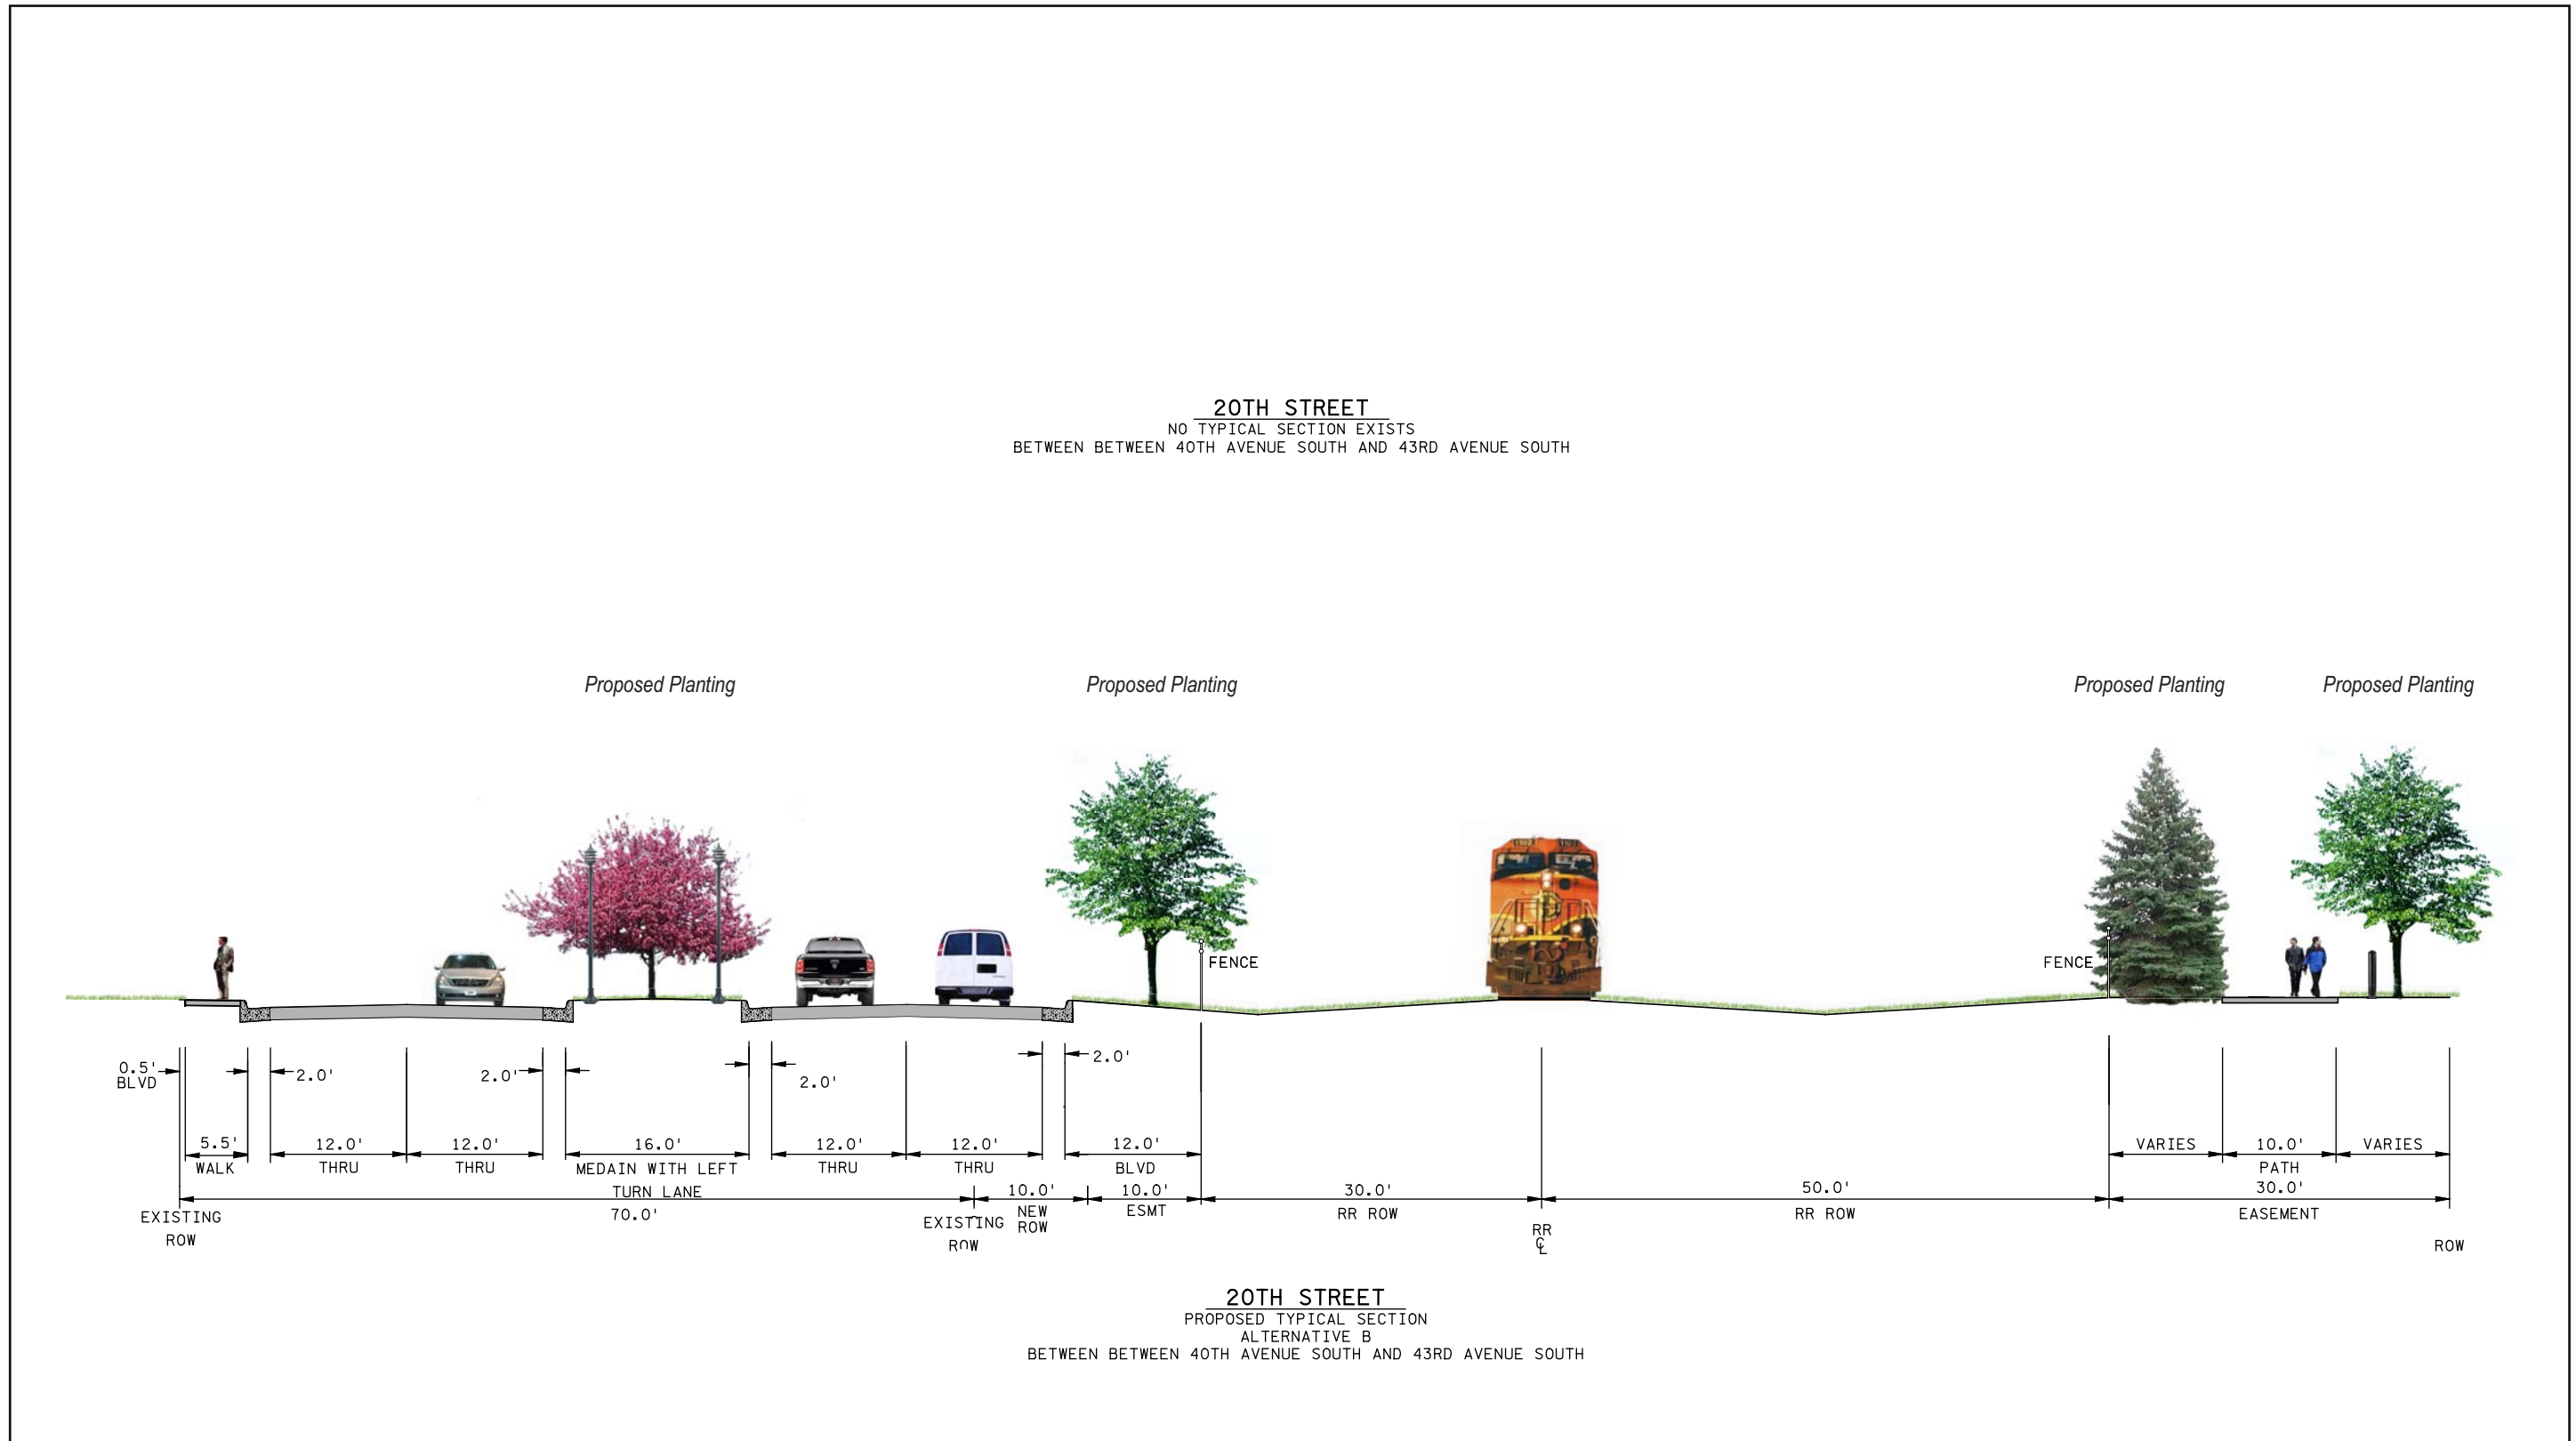 20TH STREET
NO TYPICAL SECTION EXISTS
BETWEEN BETWEEN 40TH AVENUE SOUTH AND 43RD AVENUE SOUTH
Proposed Planting
Proposed Planting
Proposed Planting
Proposed Planting
FENCE
FENCE
0.5'
BLVD
2.0'
2.0'
2.0'
2.0'
5.5'
WALK
12.0'
THRU
12.0'
THRU
16.0'
MEDAIN WITH LEFT
TURN LANE
12.0'
THRU
12.0'
THRU
12.0'
BLVD
VARIES
10.0'
PATH
VARIES
70.0'
10.0'
NEW
ROW
10.0'
ESMT
30.0'
RR ROW
50.0'
RR ROW
30.0'
EASEMENT
EXISTING
ROW
EXISTING
ROW
RR
℄
ROW
20TH STREET
PROPOSED TYPICAL SECTION
ALTERNATIVE B
BETWEEN BETWEEN 40TH AVENUE SOUTH AND 43RD AVENUE SOUTH